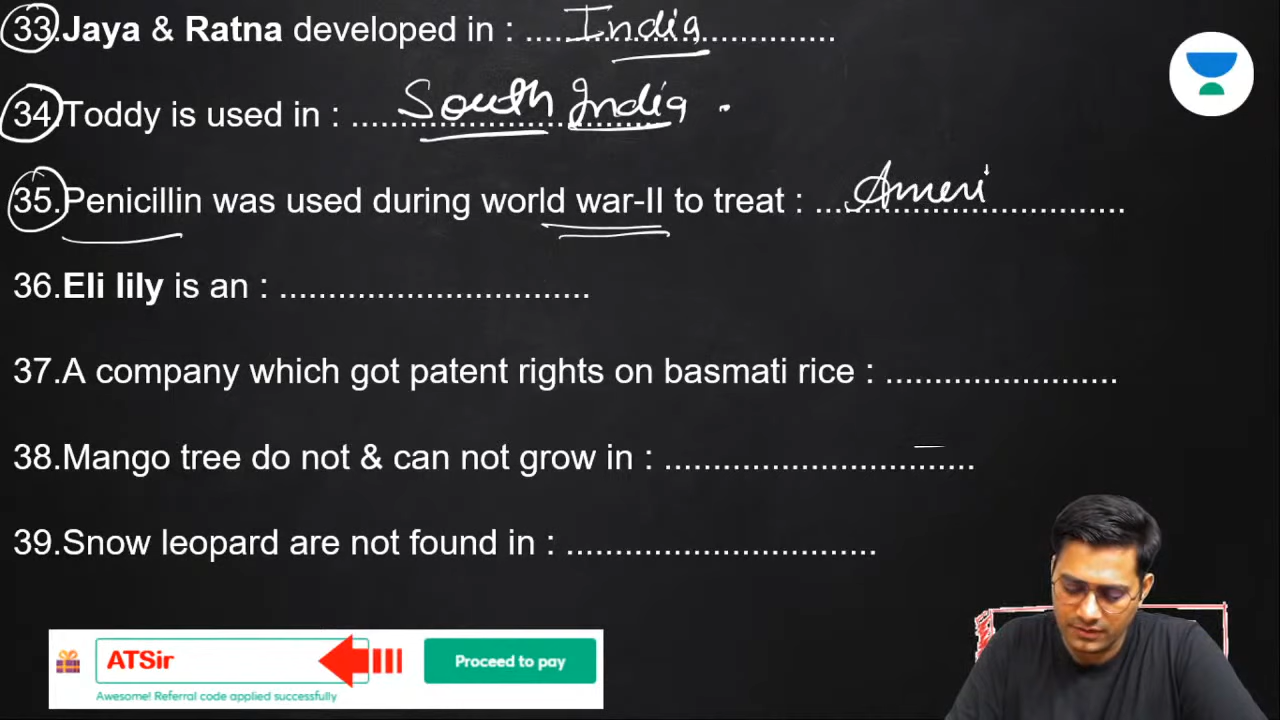 33.Jaya & Ratna developed in : ......India..............
34.Toddy is used in : .....South India .
35.Penicillin was used during world war-II to treat : ...Ameri..............
36.Eli lily is an : ................................
37.A company which got patent rights on basmati rice : ........................
38.Mango tree do not & can not grow in : ................................
39.Snow leopard are not found in : ................................
ATSir
Proceed to pay
Awesome! Referral code applied successfully